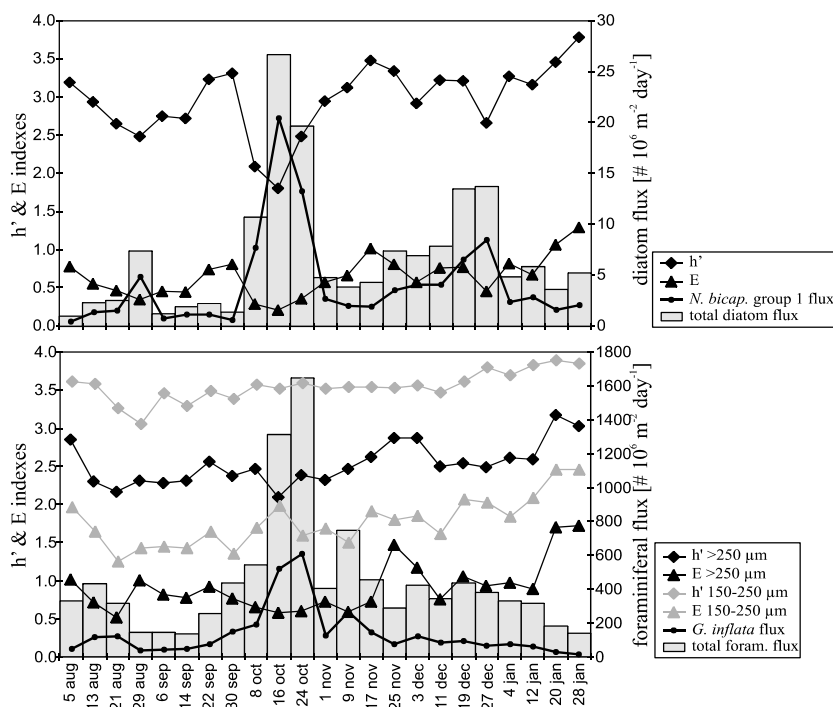 4.0
3.5
3.0
2.5
2.0
1.5
1.0
0.5
0.0
h' & E indexes
30
25
20
15
10
5
0
diatom flux [# 10⁶ m⁻² day⁻¹]
h'
E
N. bicap. group 1 flux
total diatom flux
4.0
3.5
3.0
2.5
2.0
1.5
1.0
0.5
0.0
h' & E indexes
1800
1600
1400
1200
1000
800
600
400
200
0
foraminiferal flux [# 10⁶ m⁻² day⁻¹]
h' >250 µm
E >250 µm
h' 150-250 µm
E 150-250 µm
G. inflata flux
total foram. flux
5 aug
13 aug
21 aug
29 aug
6 sep
14 sep
22 sep
30 sep
8 oct
16 oct
24 oct
1 nov
9 nov
17 nov
25 nov
3 dec
11 dec
19 dec
27 dec
4 jan
12 jan
20 jan
28 jan